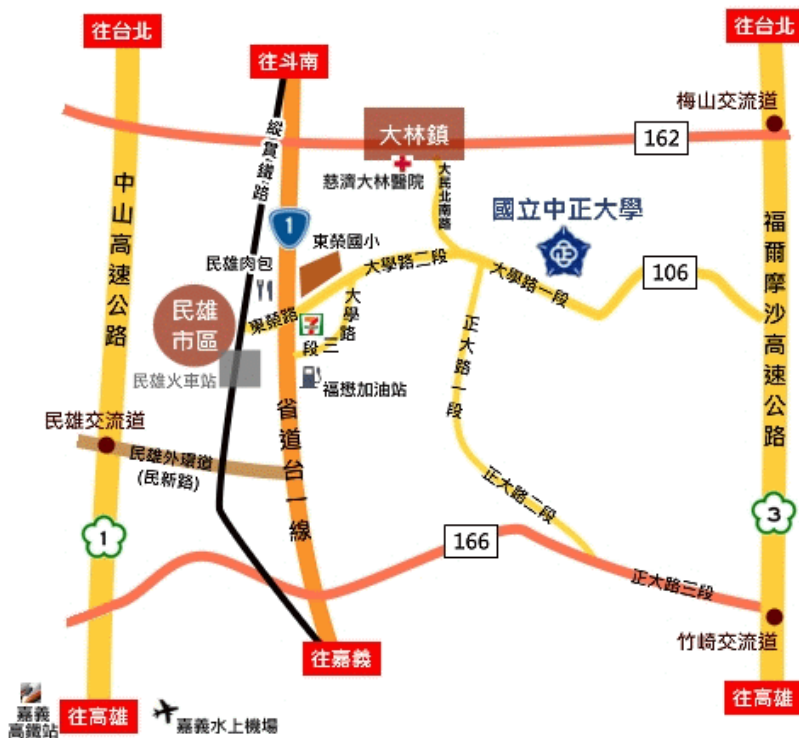 往台北
往台北
往斗南
梅山交流道
大林鎮
162
縱貫鐵路
慈濟大林醫院
大民北南路
中山高速公路
國立中正大學
福爾摩沙高速公路
1
東榮國小
民雄肉包
大學路二段
大學路一段
106
民雄
市區
東榮路
7
大學路
三段
正大路一段
民雄火車站
福懋加油站
省道台一線
民雄交流道
民雄外環道
(民新路)
正大路二段
3
1
166
正大路三段
竹崎交流道
往嘉義
往高雄
嘉義
高鐵站
往高雄
嘉義水上機場